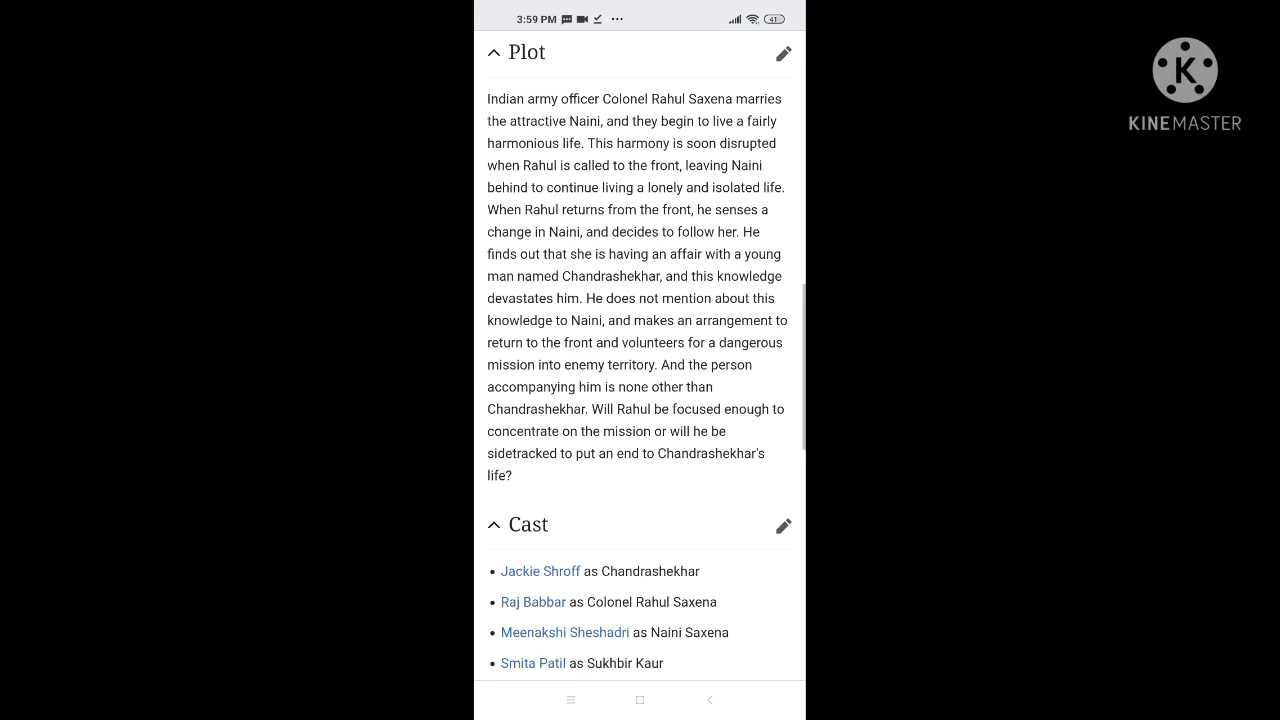 3:59 PM
41
Plot
Indian army officer Colonel Rahul Saxena marries
the attractive Naini, and they begin to live a fairly
harmonious life. This harmony is soon disrupted
when Rahul is called to the front, leaving Naini
behind to continue living a lonely and isolated life.
When Rahul returns from the front, he senses a
change in Naini, and decides to follow her. He
finds out that she is having an affair with a young
man named Chandrashekhar, and this knowledge
devastates him. He does not mention about this
knowledge to Naini, and makes an arrangement to
return to the front and volunteers for a dangerous
mission into enemy territory. And the person
accompanying him is none other than
Chandrashekhar. Will Rahul be focused enough to
concentrate on the mission or will he be
sidetracked to put an end to Chandrashekhar's
life?
Cast
• Jackie Shroff as Chandrashekhar
• Raj Babbar as Colonel Rahul Saxena
• Meenakshi Sheshadri as Naini Saxena
• Smita Patil as Sukhbir Kaur
K
KINEMASTER